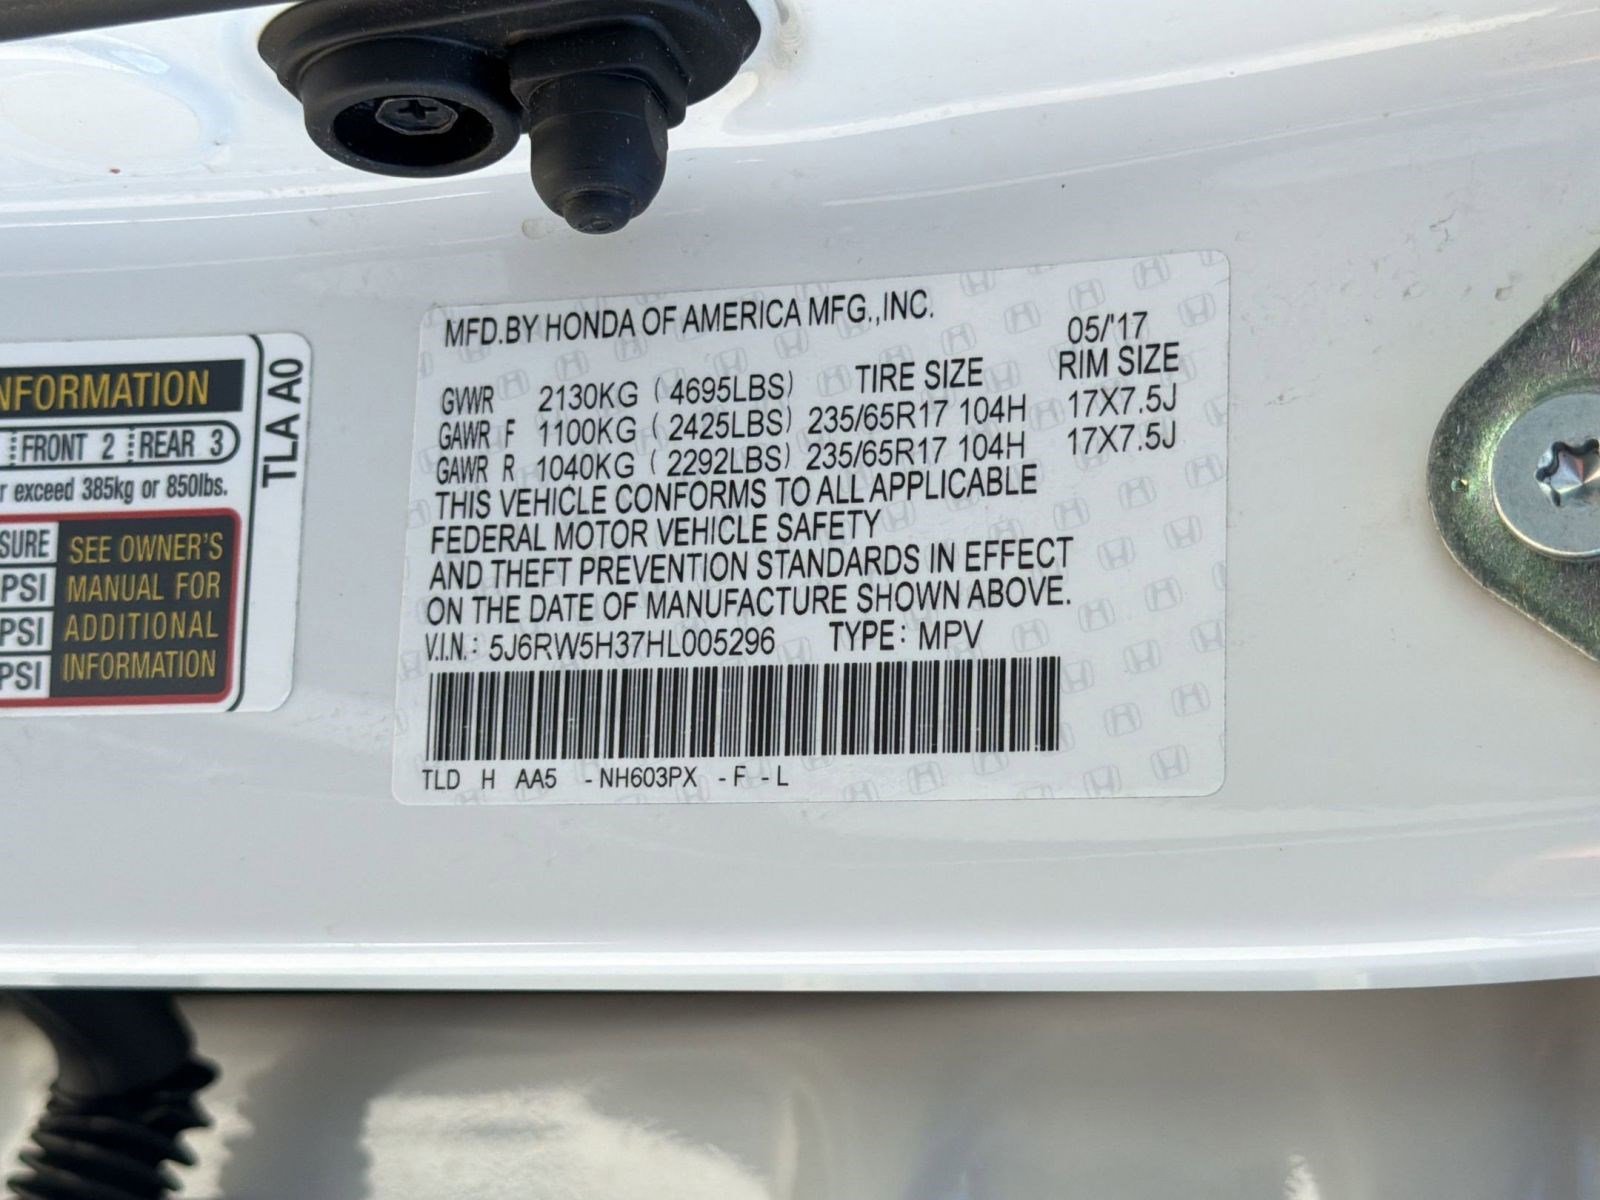 NFORMATION
FRONT 2 REAR 3
exceed 385kg or 850lbs.
SURE
PSI
PSI
PSI
SEE OWNER'S
MANUAL FOR
ADDITIONAL
INFORMATION
TLA A0
MFD.BY HONDA OF AMERICA MFG.,INC. 05/'17
GVWR 2130KG ( 4695LBS) TIRE SIZE RIM SIZE
GAWR F 1100KG ( 2425LBS) 235/65R17 104H 17X7.5J
GAWR R 1040KG ( 2292LBS) 235/65R17 104H 17X7.5J
THIS VEHICLE CONFORMS TO ALL APPLICABLE
FEDERAL MOTOR VEHICLE SAFETY
AND THEFT PREVENTION STANDARDS IN EFFECT
ON THE DATE OF MANUFACTURE SHOWN ABOVE.
V.I.N.: 5J6RW5H37HL005296 TYPE: MPV
TLD H AA5 -NH603PX -F -L